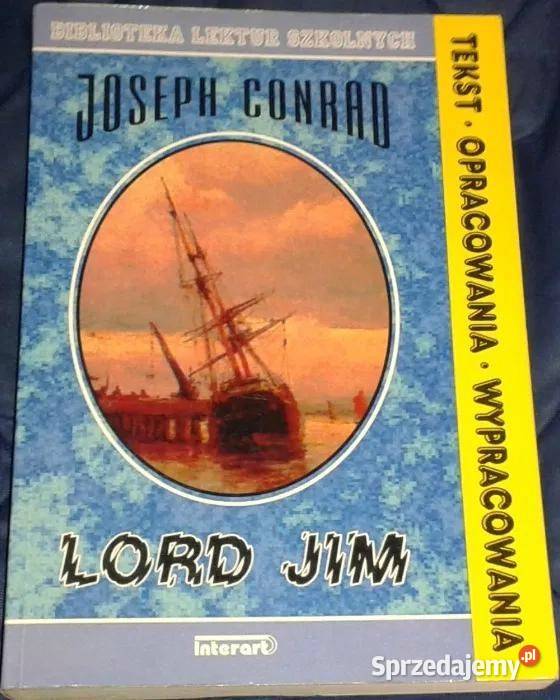 BIBLIOTEKA LEKTUR SZKOLNYCH
JOSEPH CONRAD
TEKST · OPRACOWANIA · WYPRACOWANIA
LORD JIM
Interart
Sprzedajemy.pl